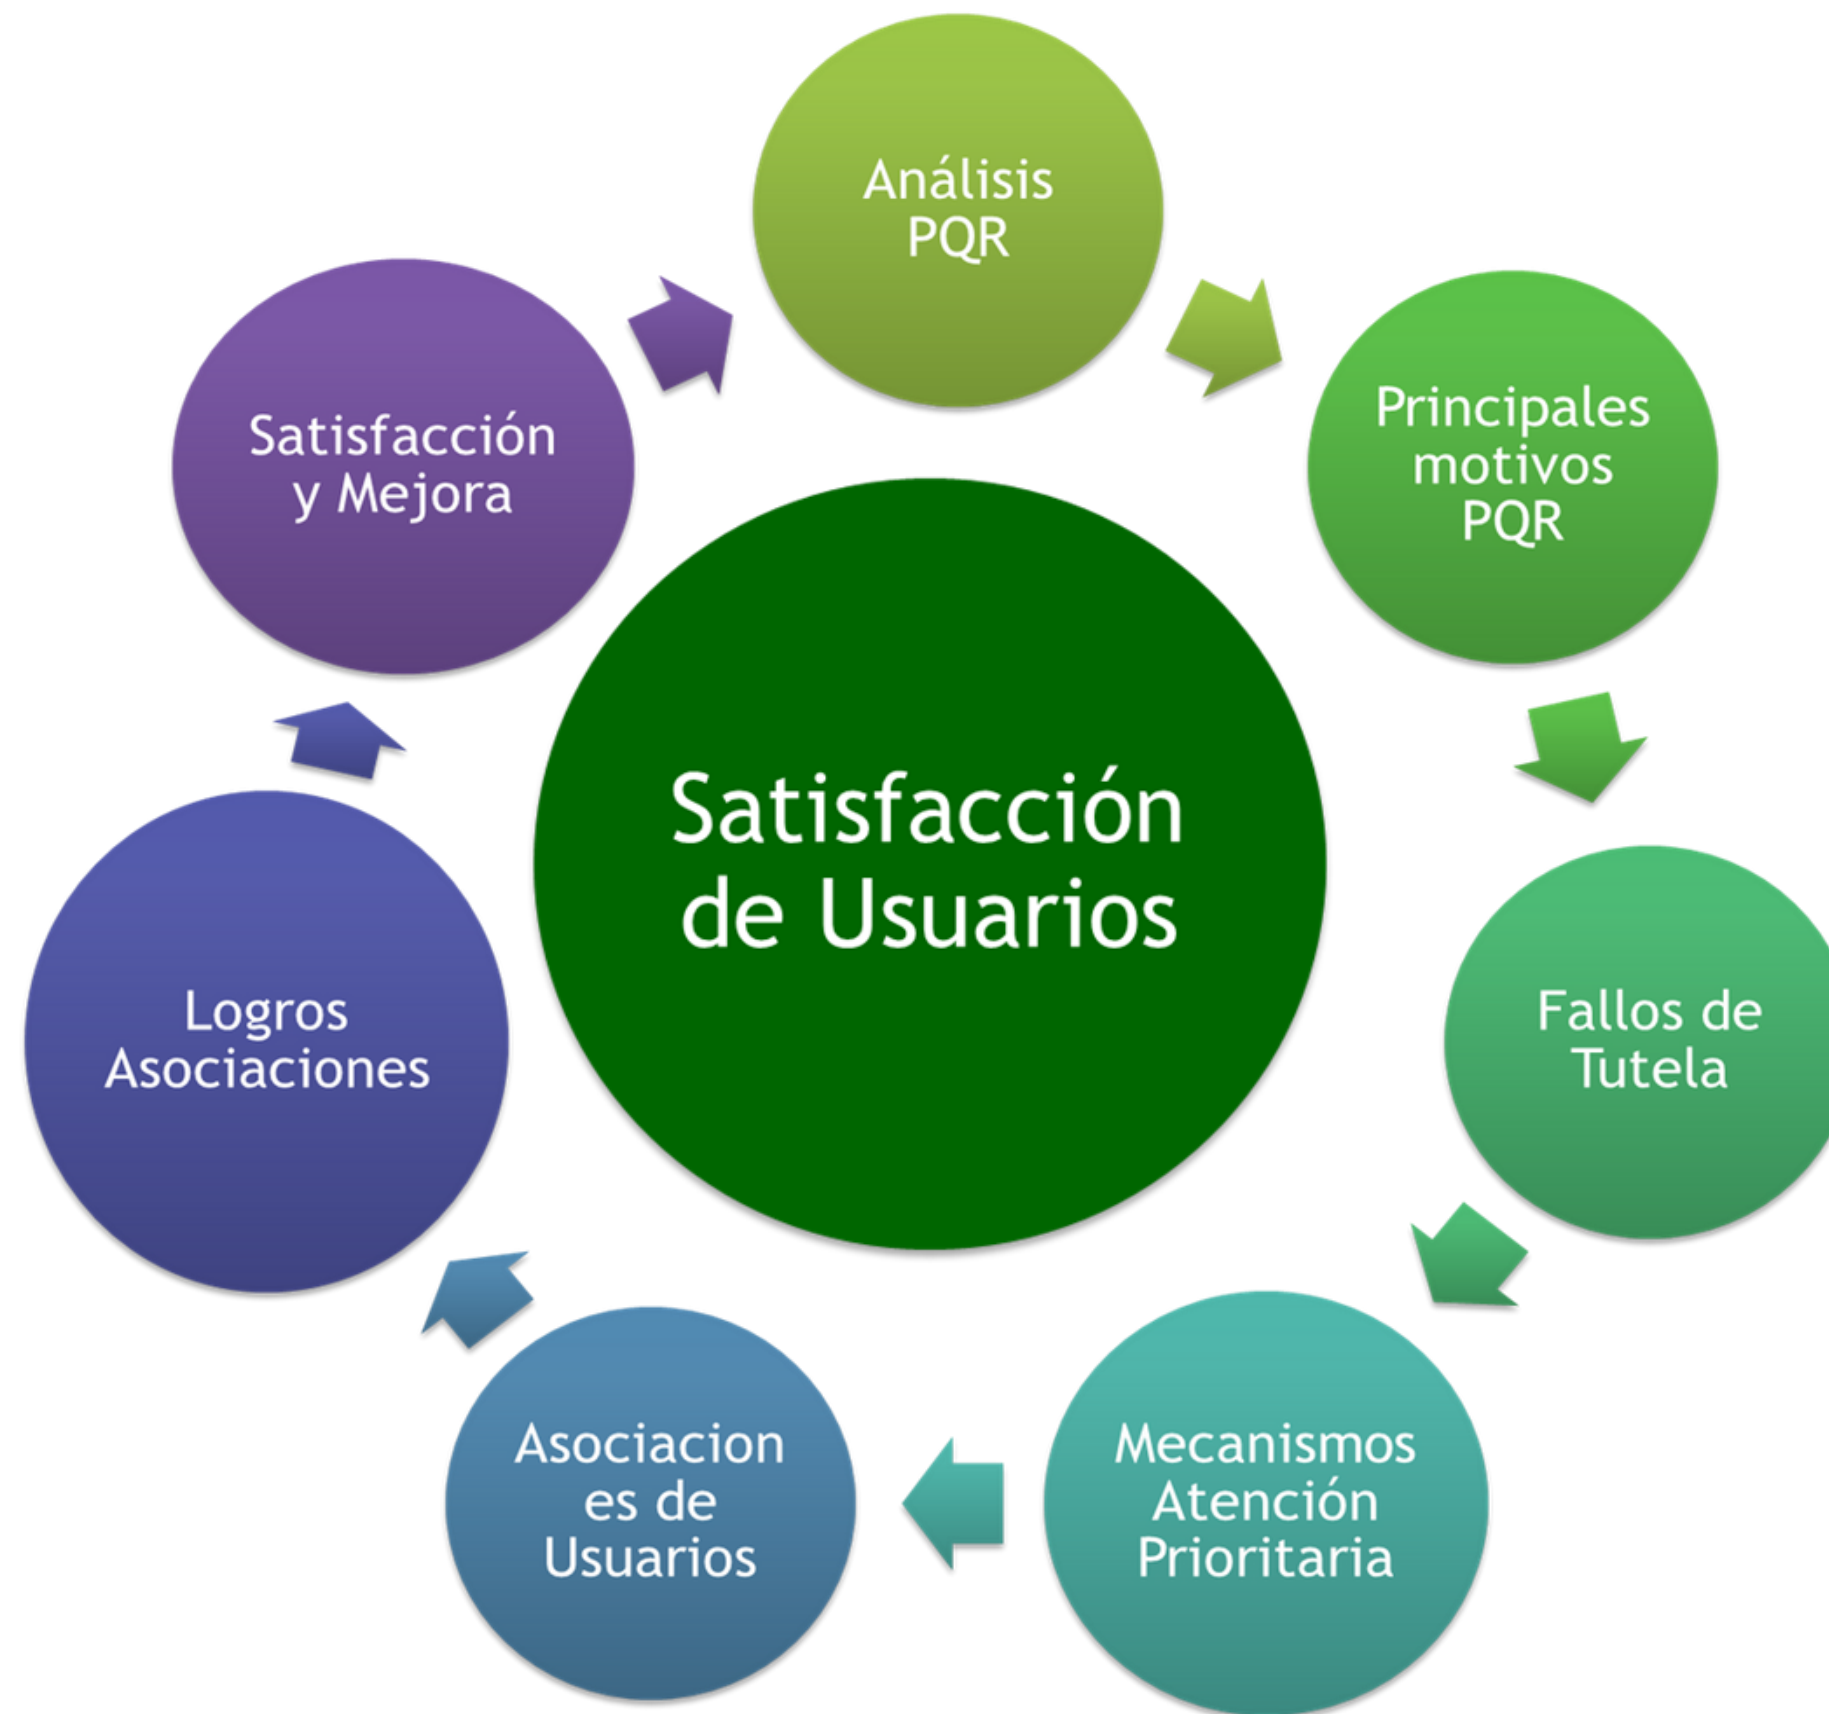 Análisis
PQR
Principales
motivos
PQR
Fallos de
Tutela
Mecanismos
Atención
Prioritaria
Asociacion
es de
Usuarios
Logros
Asociaciones
Satisfacción
y Mejora
Satisfacción
de Usuarios